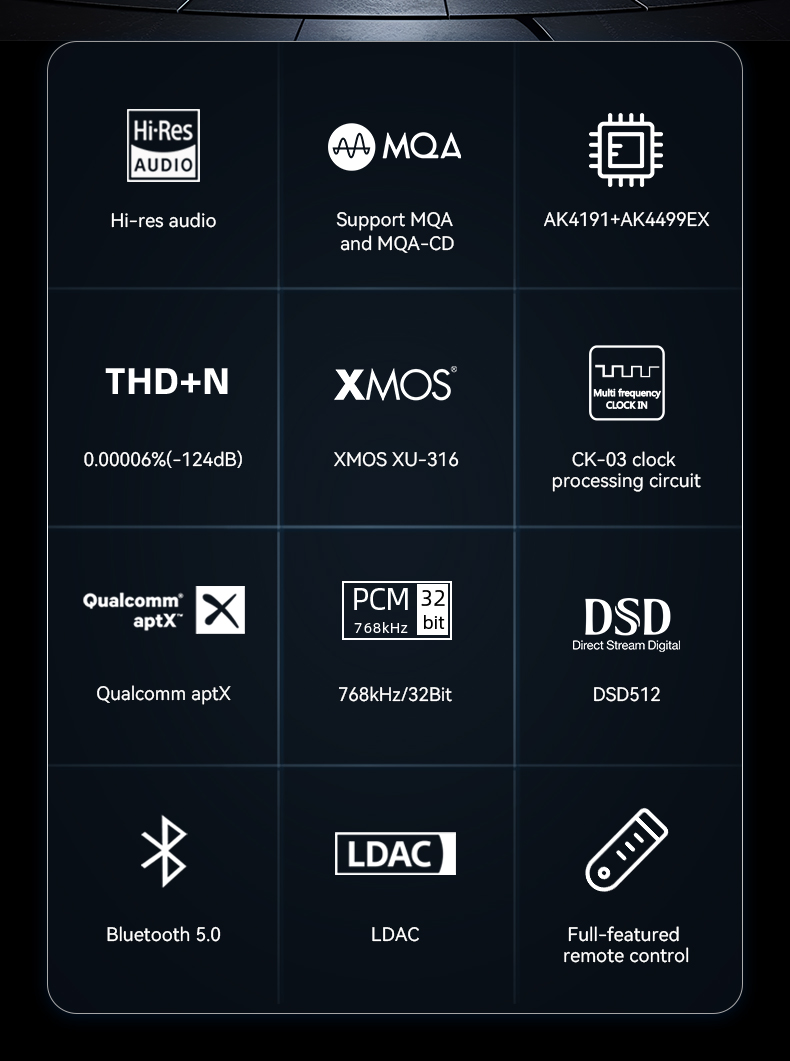 Hi-Res
AUDIO
Hi-res audio
MQA
Support MQA
and MQA-CD
AK4191+AK4499EX
THD+N
0.00006%(-124dB)
XMOS®
XMOS XU-316
Multi frequency
CLOCK IN
CK-03 clock
processing circuit
Qualcomm®
aptX™
Qualcomm aptX
PCM 32
768kHz bit
768kHz/32Bit
DSD
Direct Stream Digital
DSD512
Bluetooth 5.0
LDAC
LDAC
Full-featured
remote control